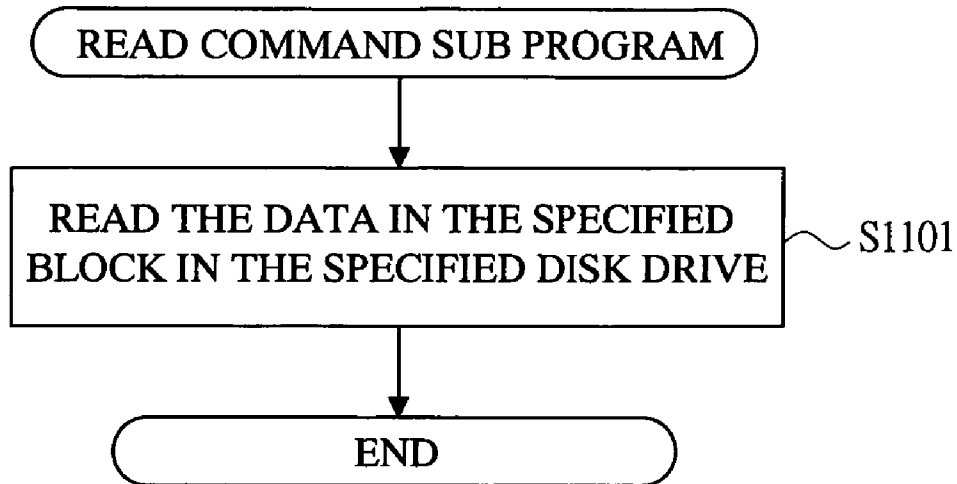 READ COMMAND SUB PROGRAM
READ THE DATA IN THE SPECIFIED
BLOCK IN THE SPECIFIED DISK DRIVE
S1101
END